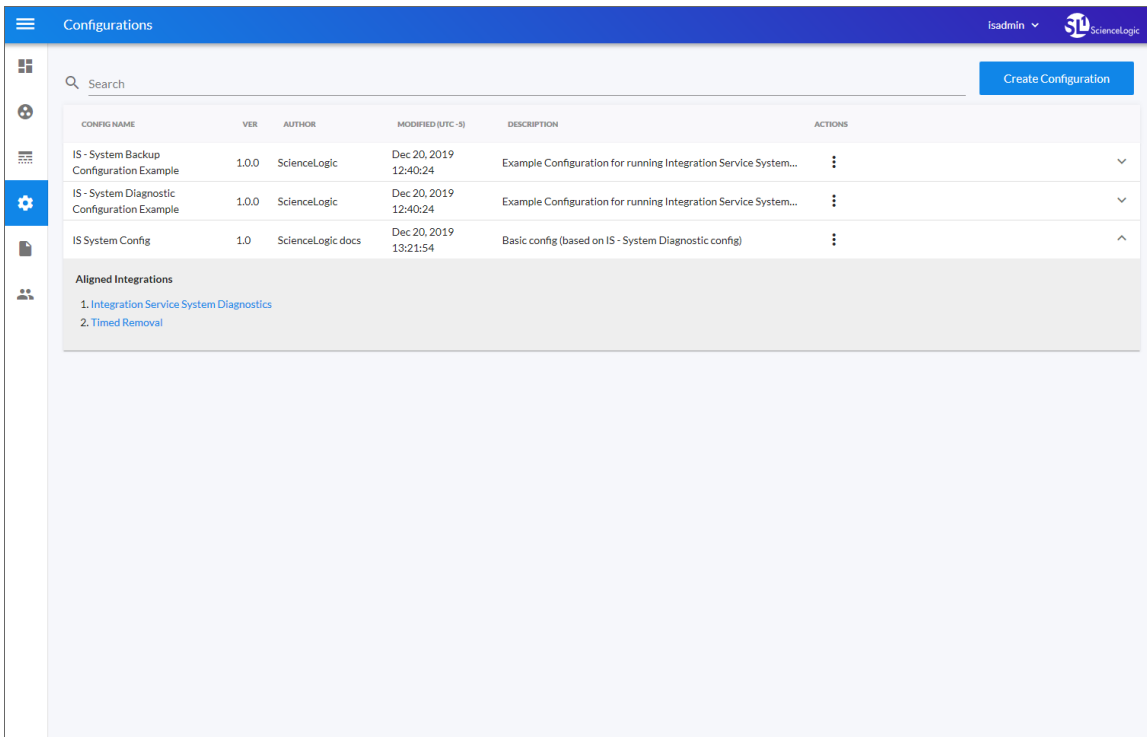 Configurations
isadmin
SL1 ScienceLogic
Search
Create Configuration
CONFIG NAME VER AUTHOR MODIFIED (UTC -5) DESCRIPTION ACTIONS
IS - System Backup
Configuration Example
1.0.0
ScienceLogic
Dec 20, 2019
12:40:24
Example Configuration for running Integration Service System...
IS - System Diagnostic
Configuration Example
1.0.0
ScienceLogic
Dec 20, 2019
12:40:24
Example Configuration for running Integration Service System...
IS System Config
1.0
ScienceLogic docs
Dec 20, 2019
13:21:54
Basic config (based on IS - System Diagnostic config)
Aligned Integrations
1. Integration Service System Diagnostics
2. Timed Removal